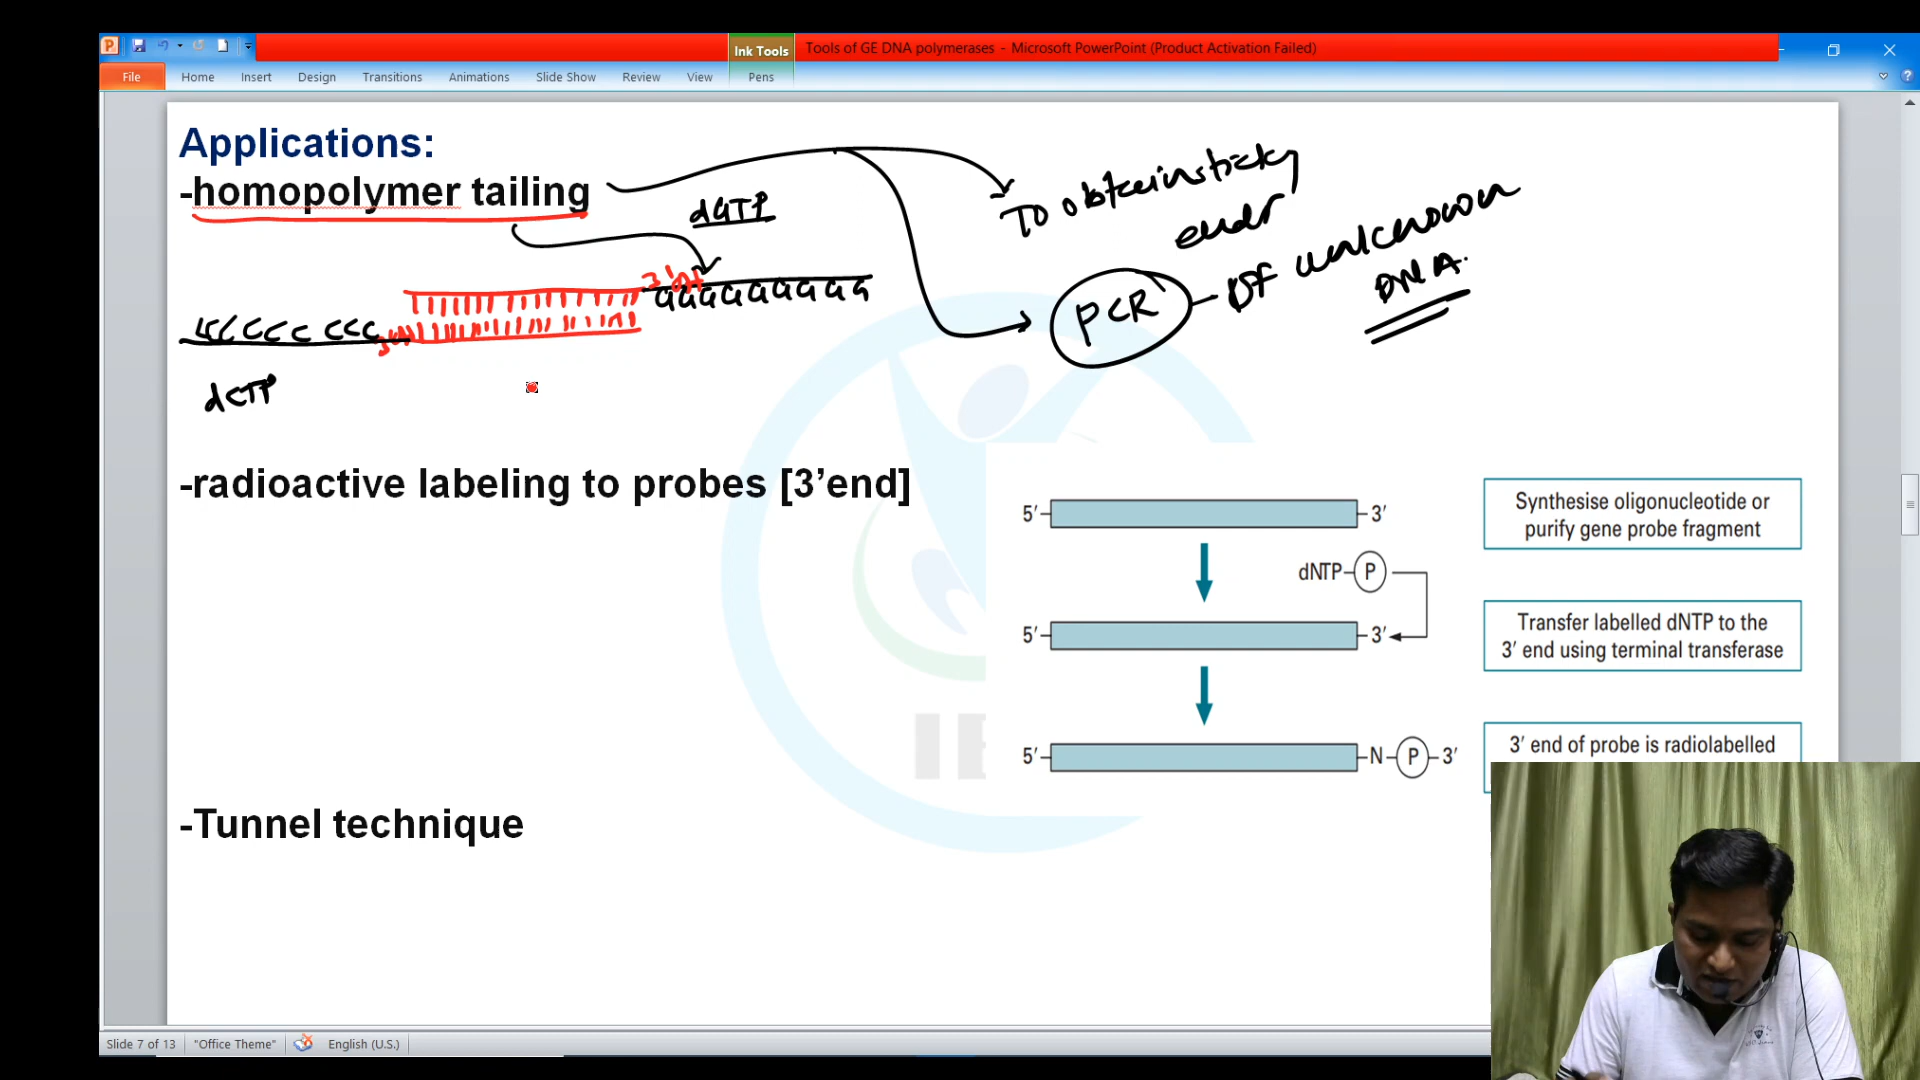 Ink Tools
Tools of GE DNA polymerases - Microsoft PowerPoint (Product Activation Failed)
File Home Insert Design Transitions Animations Slide Show Review View Pens
Applications:
-homopolymer tailing
dGTP
To obtain sticky
ends
PCR - of unknown
DNA.
3'OH
GGGGGGGGG
CCCCC CCC
dCTP
-radioactive labeling to probes [3’end]
5′ 3′
Synthesise oligonucleotide or
purify gene probe fragment
dNTP P
5′ 3′
Transfer labelled dNTP to the
3′ end using terminal transferase
5′ N P 3′
3′ end of probe is radiolabelled
-Tunnel technique
Slide 7 of 13 "Office Theme" English (U.S.)